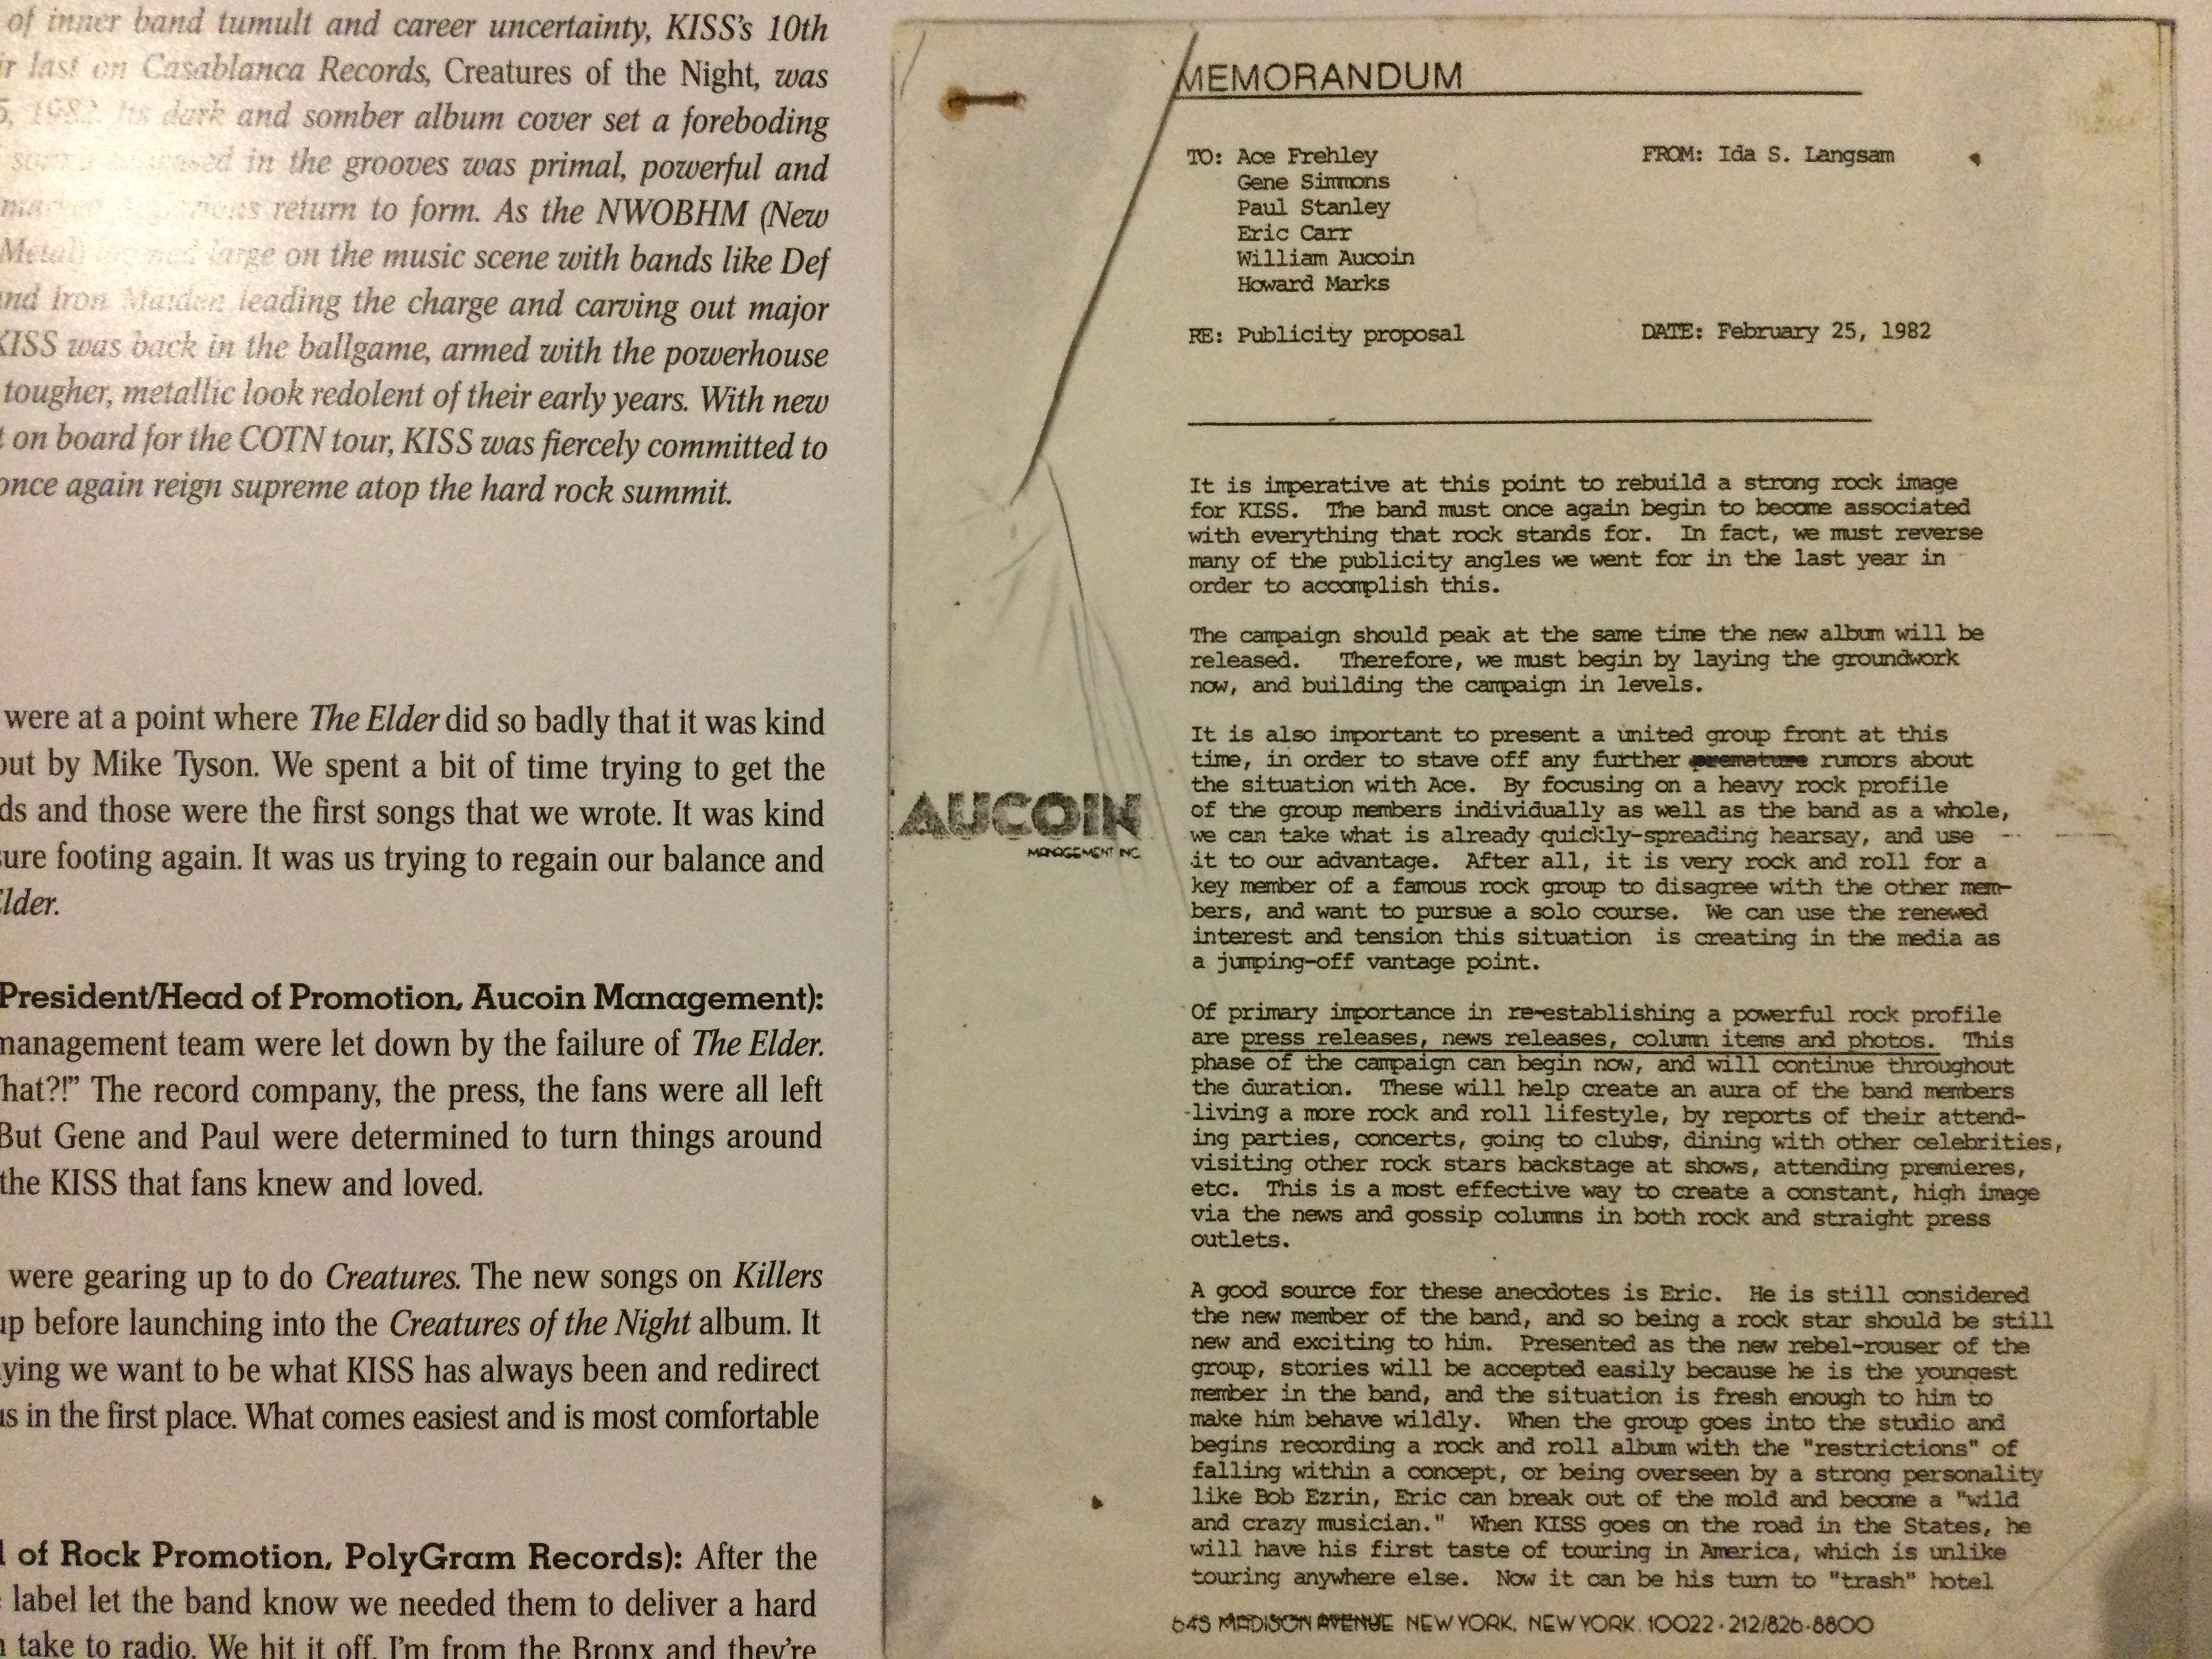 of inner band tumult and career uncertainty, KISS's 10th
last on Casablanca Records, Creatures of the Night, was
1982. Its dark and somber album cover set a foreboding
in the grooves was primal, powerful and
return to form. As the NWOBHM (New
Metal) large on the music scene with bands like Def
and Iron Maiden leading the charge and carving out major
KISS was back in the ballgame, armed with the powerhouse
tougher, metallic look redolent of their early years. With new
on board for the COTN tour, KISS was fiercely committed to
once again reign supreme atop the hard rock summit.
were at a point where The Elder did so badly that it was kind
out by Mike Tyson. We spent a bit of time trying to get the
and those were the first songs that we wrote. It was kind
footing again. It was us trying to regain our balance and
Elder.
President/Head of Promotion, Aucoin Management):
management team were let down by the failure of The Elder.
The record company, the press, the fans were all left
But Gene and Paul were determined to turn things around
the KISS that fans knew and loved.
were gearing up to do Creatures. The new songs on Killers
up before launching into the Creatures of the Night album. It
we want to be what KISS has always been and redirect
in the first place. What comes easiest and is most comfortable
of Rock Promotion, PolyGram Records): After the
label let the band know we needed them to deliver a hard
take to radio. We hit it off. I'm from the Bronx and they're
MEMORANDUM
TO: Ace Frehley FROM: Ida S. Langsam
Gene Simmons
Paul Stanley
Eric Carr
William Aucoin
Howard Marks
RE: Publicity proposal DATE: February 25, 1982
It is imperative at this point to rebuild a strong rock image
for KISS. The band must once again begin to become associated
with everything that rock stands for. In fact, we must reverse
many of the publicity angles we went for in the last year in
order to accomplish this.
The campaign should peak at the same time the new album will be
released. Therefore, we must begin by laying the groundwork
now, and building the campaign in levels.
It is also important to present a united group front at this
time, in order to stave off any further premature rumors about
the situation with Ace. By focusing on a heavy rock profile
of the group members individually as well as the band as a whole,
we can take what is already quickly-spreading hearsay, and use
it to our advantage. After all, it is very rock and roll for a
key member of a famous rock group to disagree with the other mem-
bers, and want to pursue a solo course. We can use the renewed
interest and tension this situation is creating in the media as
a jumping-off vantage point.
Of primary importance in re-establishing a powerful rock profile
are press releases, news releases, column items and photos. This
phase of the campaign can begin now, and will continue throughout
the duration. These will help create an aura of the band members
living a more rock and roll lifestyle, by reports of their attend-
ing parties, concerts, going to clubs, dining with other celebrities,
visiting other rock stars backstage at shows, attending premieres,
etc. This is a most effective way to create a constant, high image
via the news and gossip columns in both rock and straight press
outlets.
A good source for these anecdotes is Eric. He is still considered
the new member of the band, and so being a rock star should be still
new and exciting to him. Presented as the new rebel-rouser of the
group, stories will be accepted easily because he is the youngest
member in the band, and the situation is fresh enough to him to
make him behave wildly. When the group goes into the studio and
begins recording a rock and roll album with the "restrictions" of
falling within a concept, or being overseen by a strong personality
like Bob Ezrin, Eric can break out of the mold and become a "wild
and crazy musician." When KISS goes on the road in the States, he
will have his first taste of touring in America, which is unlike
touring anywhere else. Now it can be his turn to "trash" hotel
AUCOIN
MANAGEMENT INC.
645 MADISON AVENUE NEW YORK, NEW YORK 10022 · 212/826-8800